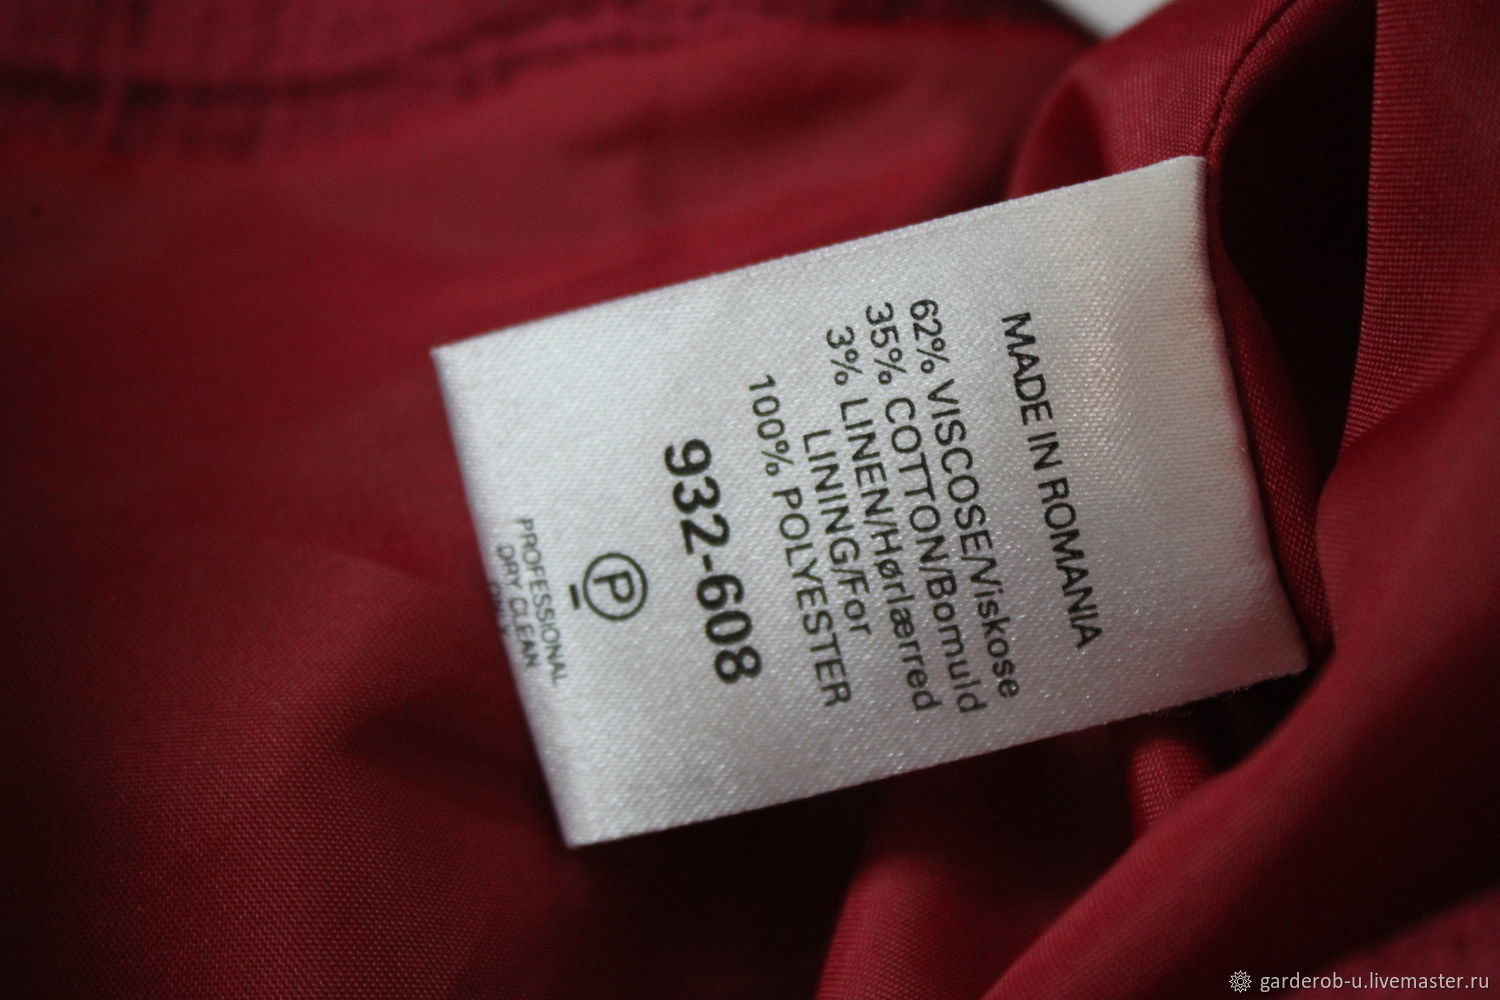 MADE IN ROMANIA
62% VISCOSE/Viskose
35% COTTON/Bomuld
3% LINEN/Hørlærred
LINING/For
100% POLYESTER
932-608
P
PROFESSIONAL
DRY CLEAN
garderob-u.livemaster.ru